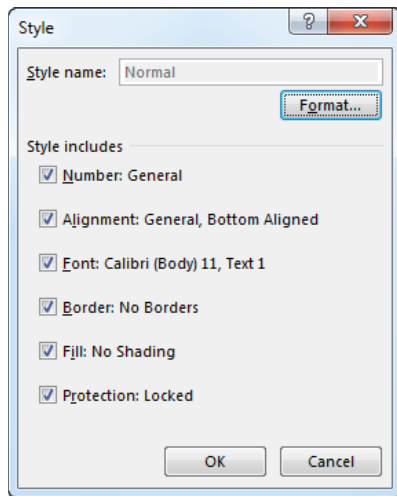 Style
Style name: Normal
Format...
Style includes
Number: General
Alignment: General, Bottom Aligned
Font: Calibri (Body) 11, Text 1
Border: No Borders
Fill: No Shading
Protection: Locked
OK Cancel